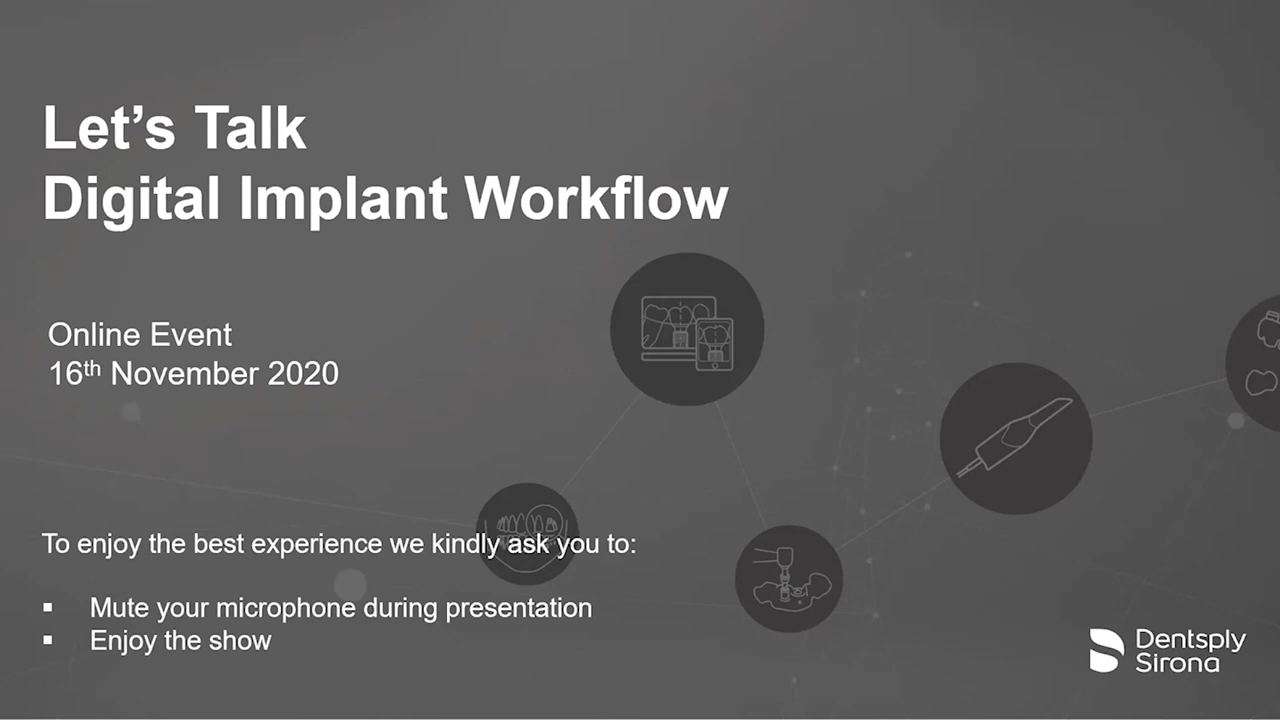 Let’s Talk
Digital Implant Workflow
Online Event
16th November 2020
To enjoy the best experience we kindly ask you to:
▪ Mute your microphone during presentation
▪ Enjoy the show
Dentsply
Sirona